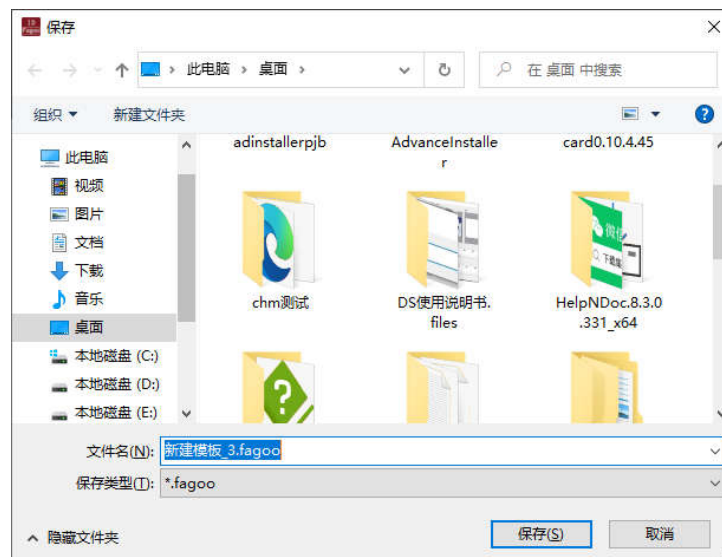 ID
Fagoo
保存
此电脑
桌面
在 桌面 中搜索
组织
新建文件夹
此电脑
视频
图片
文档
下载
音乐
桌面
本地磁盘 (C:)
本地磁盘 (D:)
本地磁盘 (E:)
adinstallerpjb
AdvanceInstalle
r
card0.10.4.45
chm测试
DS使用说明书.
files
HelpNDoc.8.3.0
.331_x64
文件名(N):
新建模板_3.fagoo
保存类型(T):
*.fagoo
隐藏文件夹
保存(S)
取消